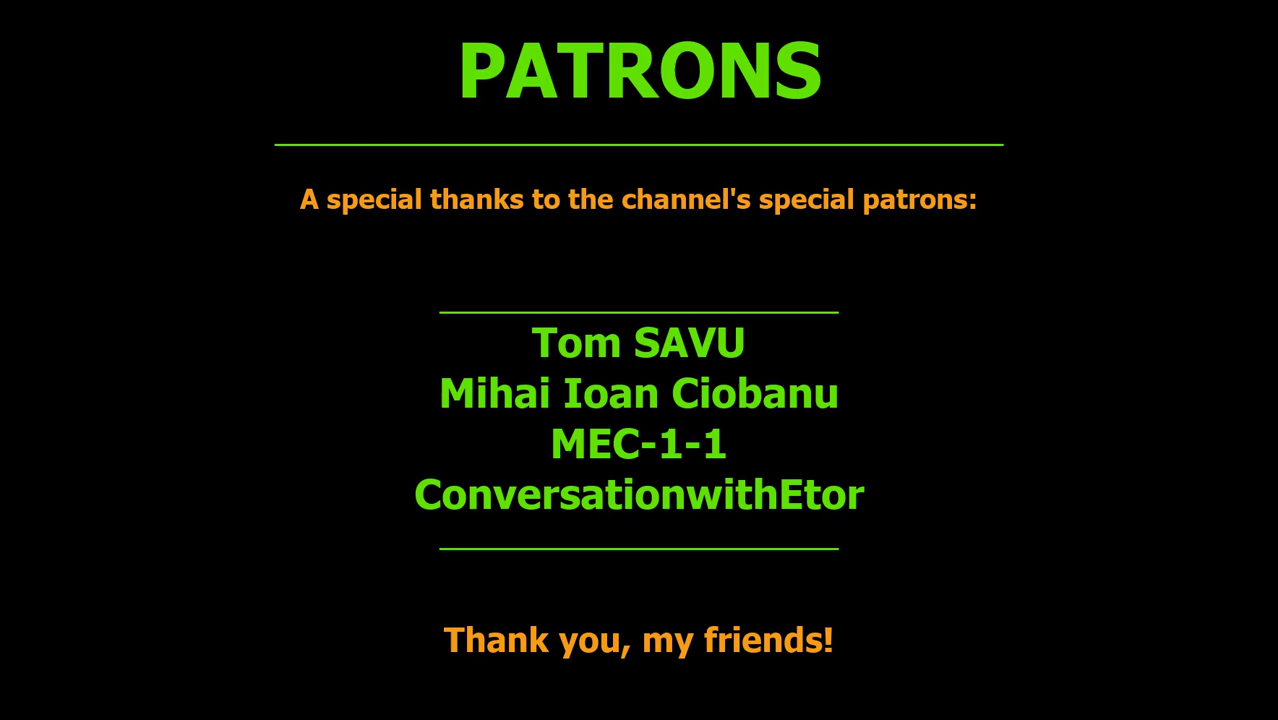 PATRONS
A special thanks to the channel's special patrons:
Tom SAVU
Mihai Ioan Ciobanu
MEC-1-1
ConversationwithEtor
Thank you, my friends!